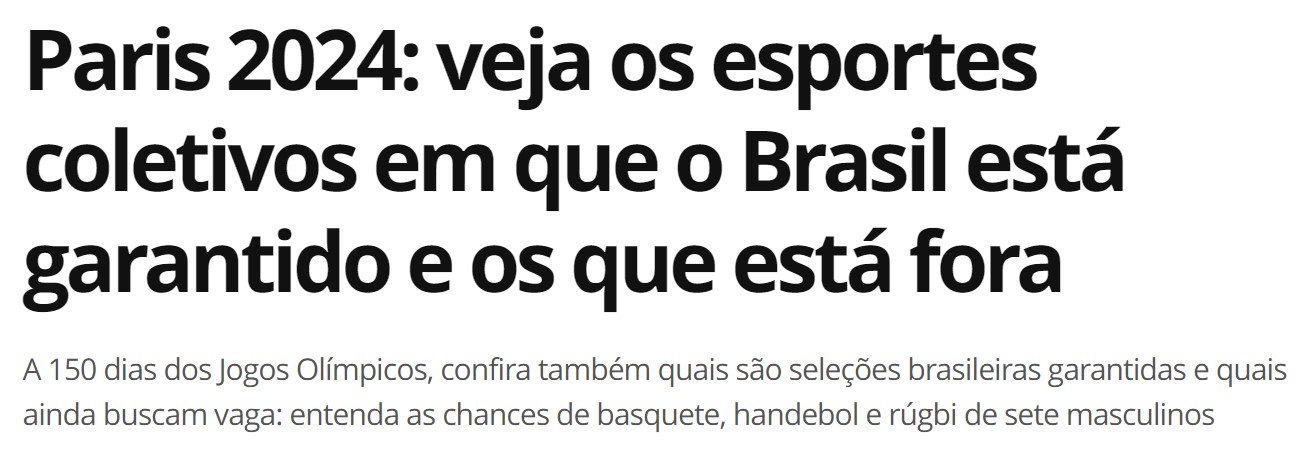 Paris 2024: veja os esportes
coletivos em que o Brasil está
garantido e os que está fora
A 150 dias dos Jogos Olímpicos, confira também quais são seleções brasileiras garantidas e quais
ainda buscam vaga: entenda as chances de basquete, handebol e rúgbi de sete masculinos